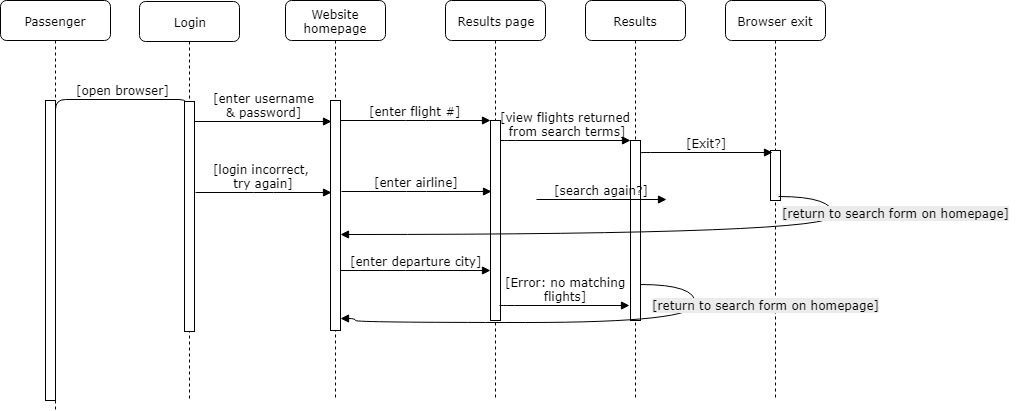 Passenger
Login
Website
homepage
Results page
Results
Browser exit
[open browser]
[enter username
& password]
[enter flight #]
[view flights returned
from search terms]
[Exit?]
[login incorrect,
try again]
[enter airline]
[search again?]
[return to search form on homepage]
[enter departure city]
[Error: no matching
flights]
[return to search form on homepage]